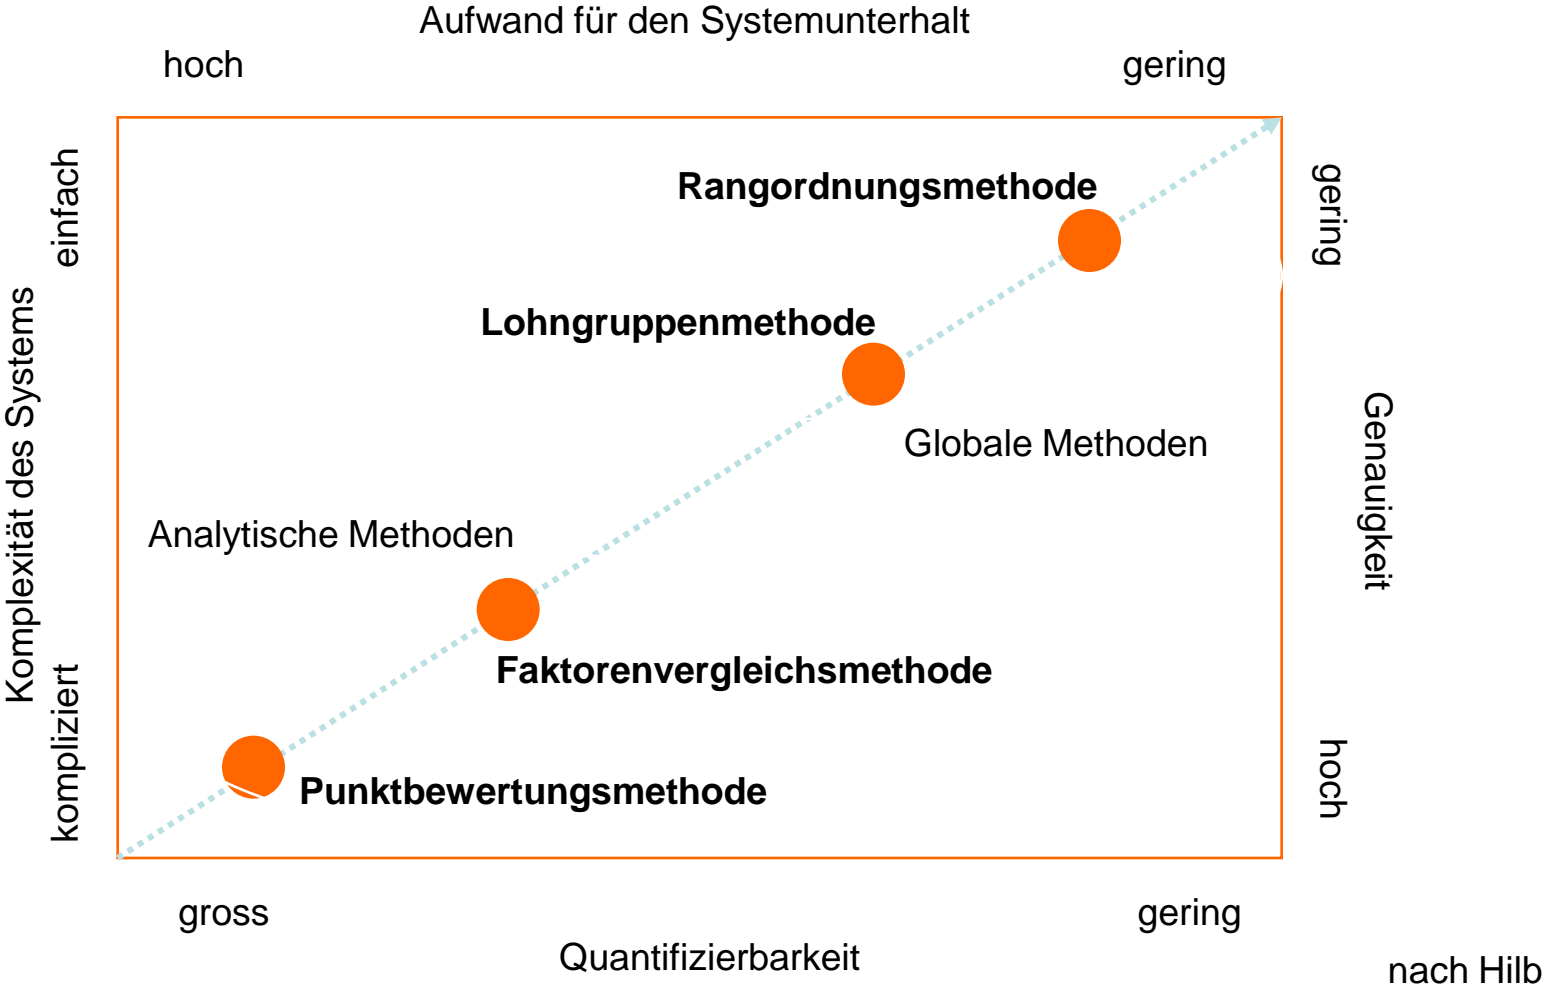 Aufwand für den Systemunterhalt
hoch
gering
einfach
Rangordnungsmethode
gering
Lohngruppenmethode
Komplexität des Systems
Globale Methoden
Genauigkeit
Analytische Methoden
Faktorenvergleichsmethode
kompliziert
Punktbewertungsmethode
hoch
gross
gering
Quantifizierbarkeit
nach Hilb